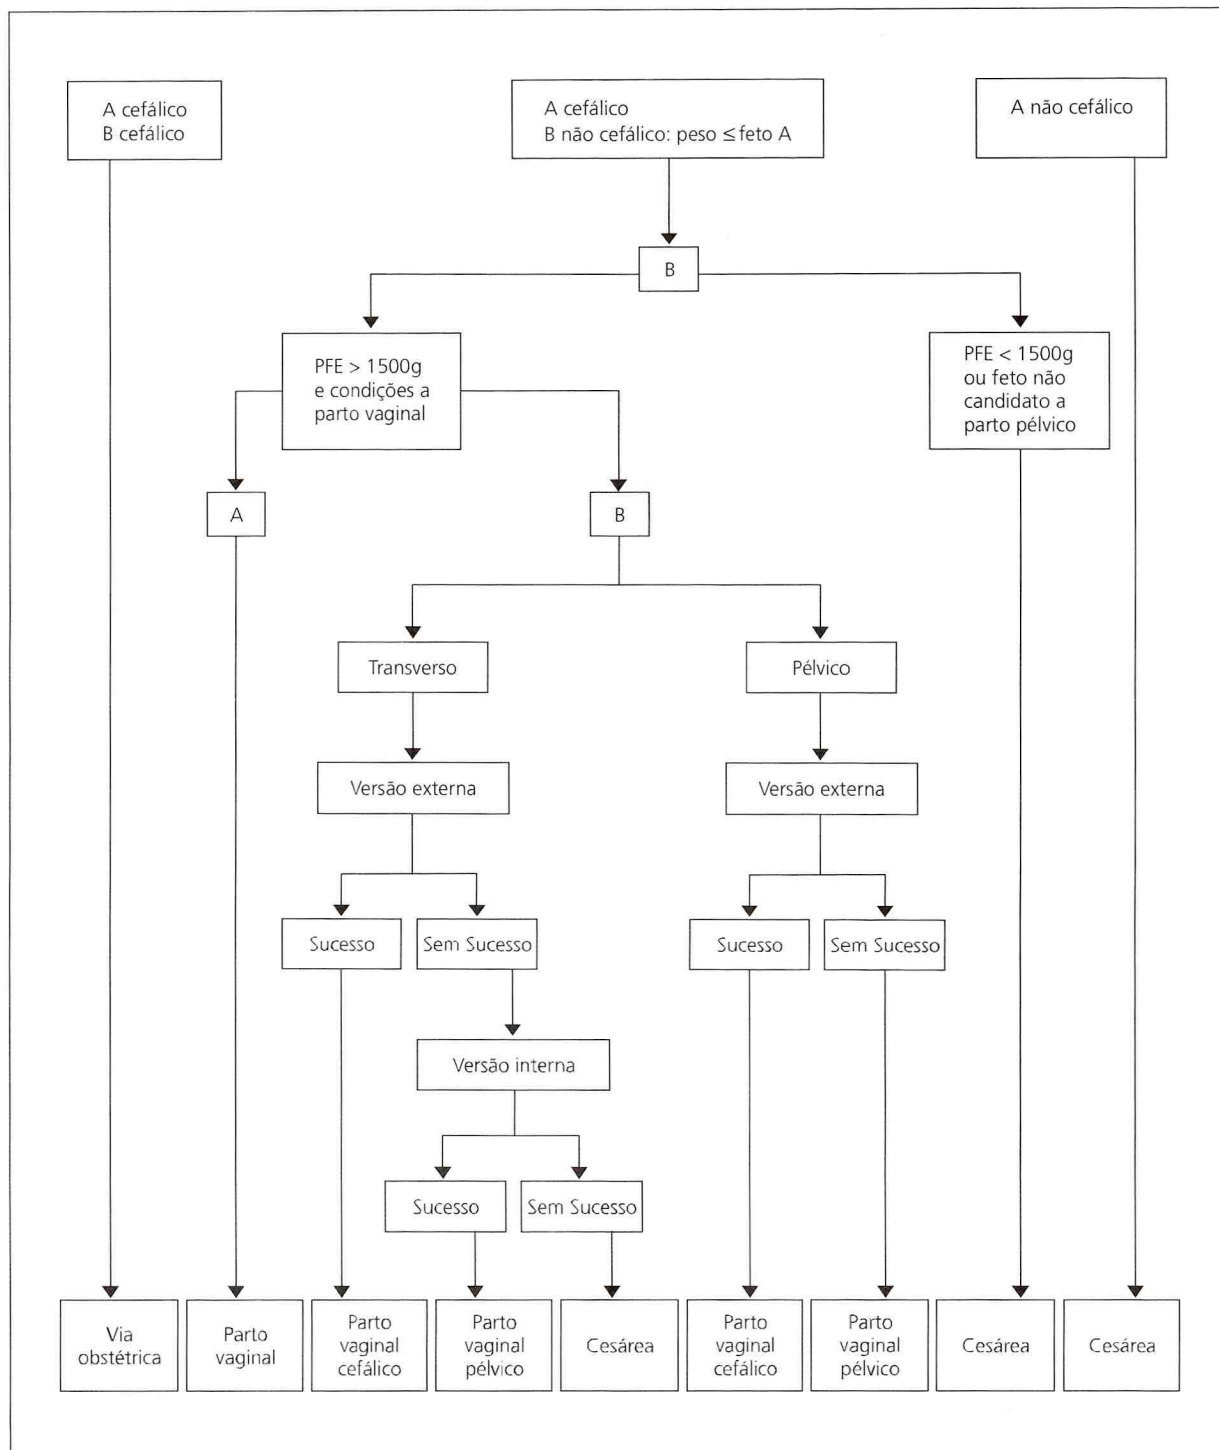 A cefálico
B cefálico
A cefálico
B não cefálico: peso ≤ feto A
A não cefálico
B
PFE > 1500g
e condições a
parto vaginal
PFE < 1500g
ou feto não
candidato a
parto pélvico
A
B
Transverso
Pélvico
Versão externa
Versão externa
Sucesso
Sem Sucesso
Sucesso
Sem Sucesso
Versão interna
Sucesso
Sem Sucesso
Via
obstétrica
Parto
vaginal
Parto
vaginal
cefálico
Parto
vaginal
pélvico
Cesárea
Parto
vaginal
cefálico
Parto
vaginal
pélvico
Cesárea
Cesárea